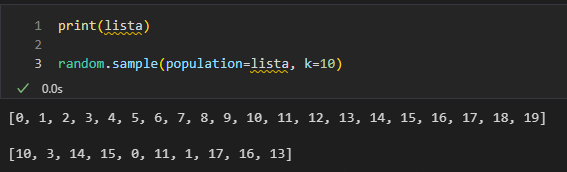 1 print(lista)
2
3 random.sample(population=lista, k=10)
✓ 0.0s
[0, 1, 2, 3, 4, 5, 6, 7, 8, 9, 10, 11, 12, 13, 14, 15, 16, 17, 18, 19]
[10, 3, 14, 15, 0, 11, 1, 17, 16, 13]